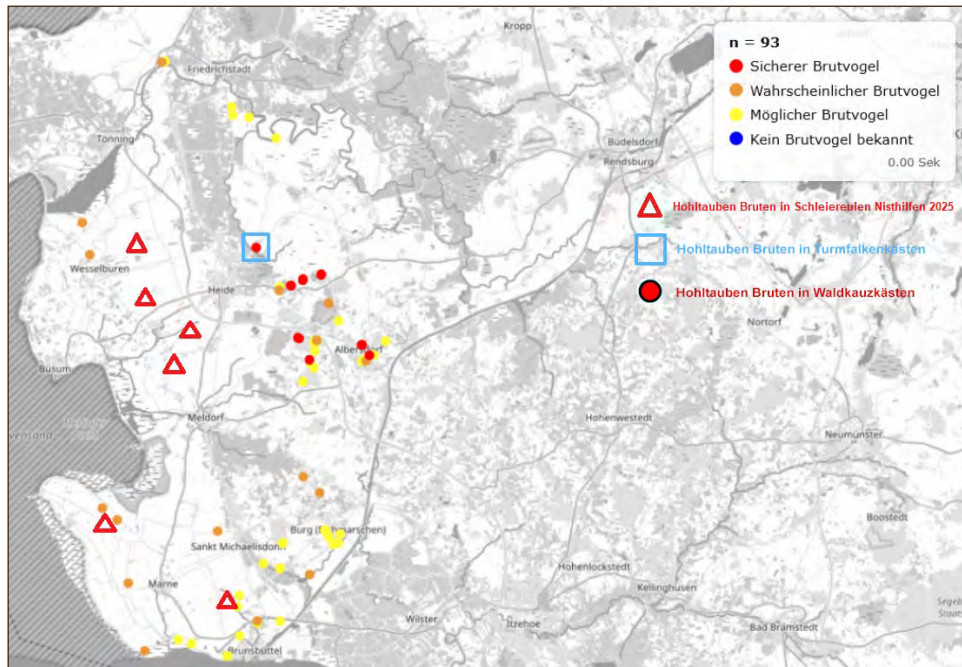 n = 93
Sicherer Brutvogel
Wahrscheinlicher Brutvogel
Möglicher Brutvogel
Kein Brutvogel bekannt
0.00 Sek
Hohltauben Bruten in Schleiereulen Nisthilfen 2025
Hohltauben Bruten in Turmfalkenkästen
Hohltauben Bruten in Waldkauzkästen
Kropp
Friedrichstadt
Tönning
Büdelsdorf
Rendsburg
Wesselburen
Heide
Nortorf
Albersdorf
Büsum
Meldorf
Hohenwestedt
Neumünster
Burg (Dithmarschen)
Boostedt
Sankt Michaelisdonn
Hohenlockstedt
Marne
Kellinghusen
Wilster
Itzehoe
Bad Bramstedt
Brunsbüttel